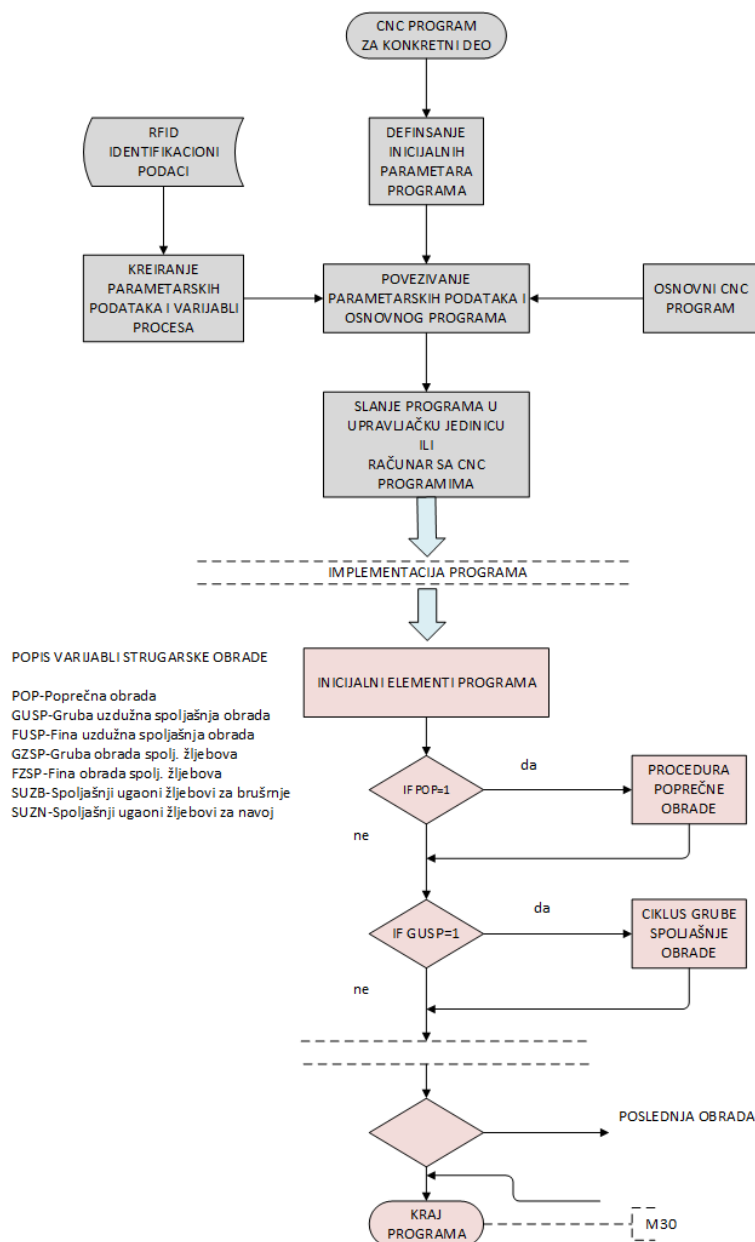 CNC PROGRAM
ZA KONKRETNI DEO
RFID
IDENTIFIKACIONI
PODACI
DEFINSANJE
INICIJALNIH
PARAMETARA
PROGRAMA
KREIRANJE
PARAMETARSKIH
PODATAKA I VARIJABLI
PROCESA
POVEZIVANJE
PARAMETARSKIH PODATAKA I
OSNOVNOG PROGRAMA
OSNOVNI CNC
PROGRAM
SLANJE PROGRAMA U
UPRAVLJAČKU JEDINICU
ILI
RAČUNAR SA CNC
PROGRAMIMA
IMPLEMENTACIJA PROGRAMA
POPIS VARIJABLI STRUGARSKE OBRADE
POP-Poprečna obrada
GUSP-Gruba uzdužna spoljašnja obrada
FUSP-Fina uzdužna spoljašnja obrada
GZSP-Gruba obrada spolj. žljebova
FZSP-Fina obrada spolj. žljebova
SUZB-Spoljašnji ugaoni žljebovi za brušrnje
SUZN-Spoljašnji ugaoni žljebovi za navoj
INICIJALNI ELEMENTI PROGRAMA
IF POP=1
da
PROCEDURA
POPREČNE
OBRADE
ne
IF GUSP=1
da
CIKLUS GRUBE
SPOLJAŠNJE
OBRADE
ne
POSLEDNJA OBRADA
KRAJ
PROGRAMA
M30